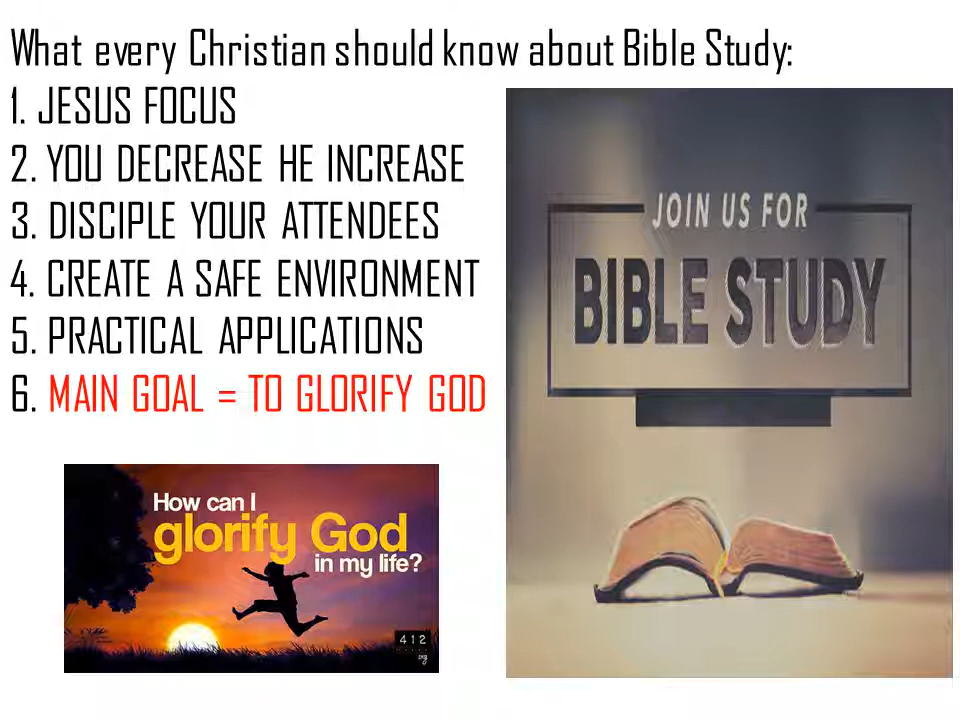 What every Christian should know about Bible Study:
1. JESUS FOCUS
2. YOU DECREASE HE INCREASE
3. DISCIPLE YOUR ATTENDEES
4. CREATE A SAFE ENVIRONMENT
5. PRACTICAL APPLICATIONS
6. MAIN GOAL = TO GLORIFY GOD
JOIN US FOR
BIBLE STUDY
How can I
glorify God
in my life?
412